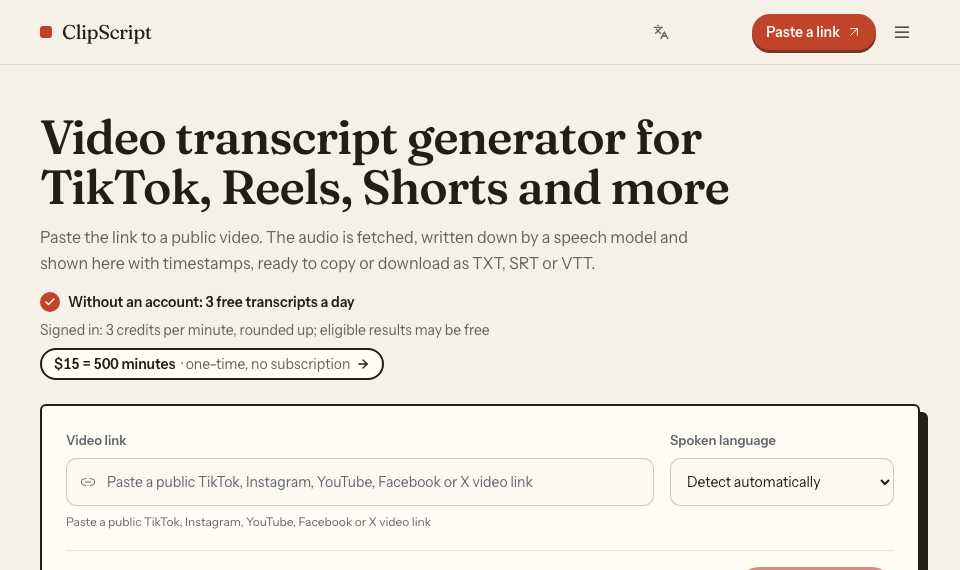 ClipScript
Paste a link
Video transcript generator for
TikTok, Reels, Shorts and more
Paste the link to a public video. The audio is fetched, written down by a speech model and
shown here with timestamps, ready to copy or download as TXT, SRT or VTT.
Without an account: 3 free transcripts a day
Signed in: 3 credits per minute, rounded up; eligible results may be free
$15 = 500 minutes · one-time, no subscription
Video link
Spoken language
Paste a public TikTok, Instagram, YouTube, Facebook or X video link
Detect automatically
Paste a public TikTok, Instagram, YouTube, Facebook or X video link